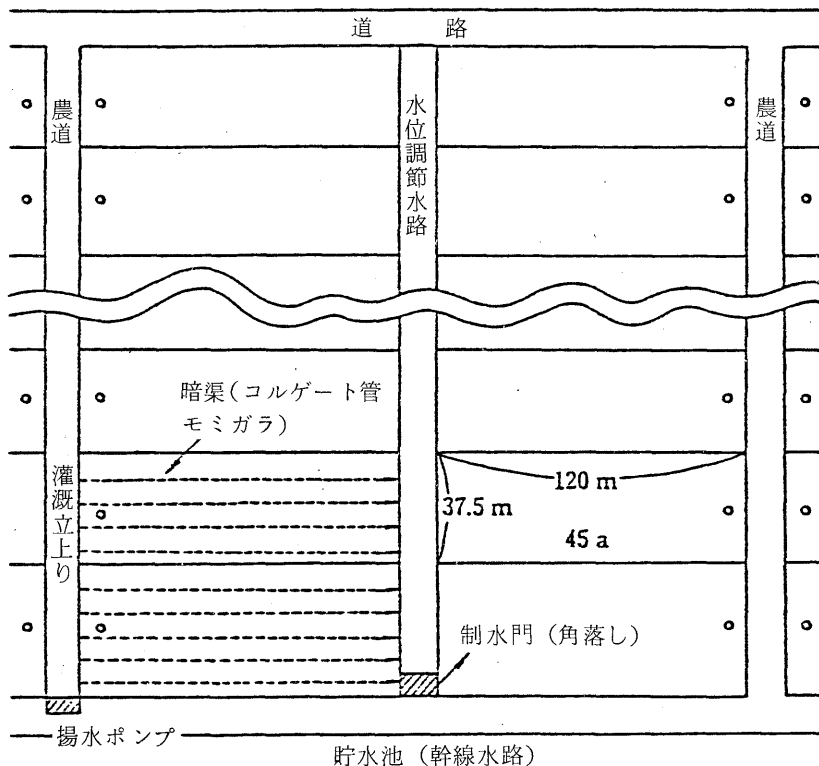 道路
農道
水位調節水路
農道
暗渠(コルゲート管
モミガラ)
灌漑立上り
120 m
37.5 m
45 a
制水門(角落し)
揚水ポンプ
貯水池(幹線水路)